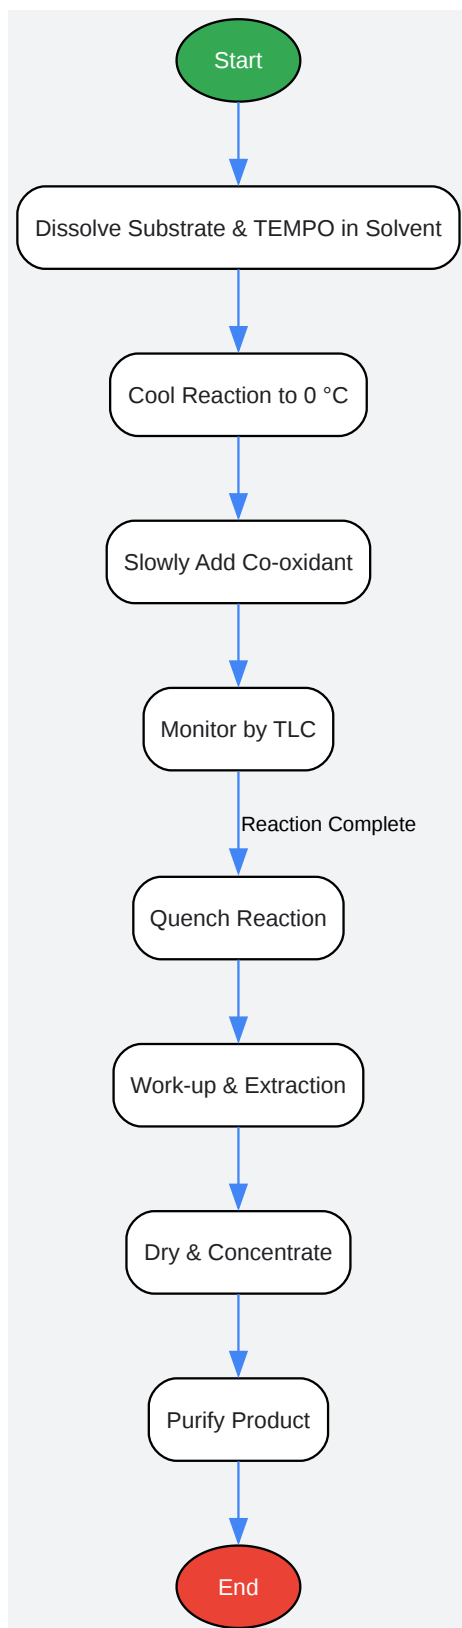 Start
Dissolve Substrate & TEMPO in Solvent
Cool Reaction to 0 °C
Slowly Add Co-oxidant
Monitor by TLC
Reaction Complete
Quench Reaction
Work-up & Extraction
Dry & Concentrate
Purify Product
End